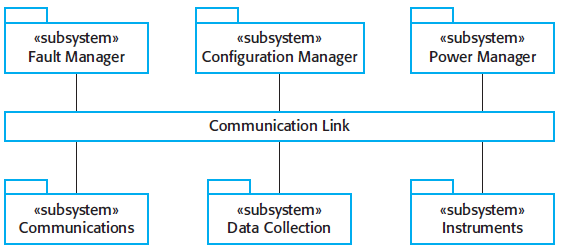 «subsystem»
Fault Manager
«subsystem»
Configuration Manager
«subsystem»
Power Manager
Communication Link
«subsystem»
Communications
«subsystem»
Data Collection
«subsystem»
Instruments